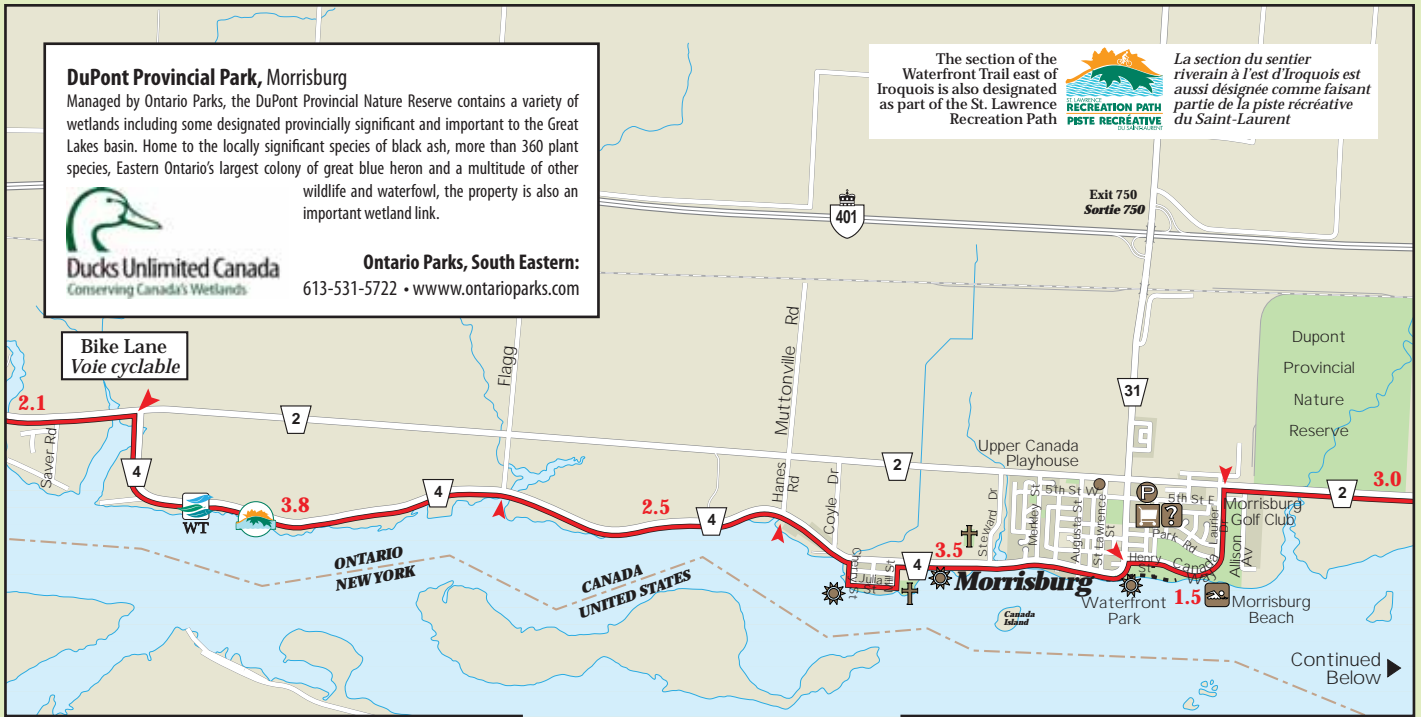 DuPont Provincial Park, Morrisburg
Managed by Ontario Parks, the DuPont Provincial Nature Reserve contains a variety of
wetlands including some designated provincially significant and important to the Great
Lakes basin. Home to the locally significant species of black ash, more than 360 plant
species, Eastern Ontario's largest colony of great blue heron and a multitude of other
wildlife and waterfowl, the property is also an
important wetland link.
Ducks Unlimited Canada
Conserving Canada's Wetlands
Ontario Parks, South Eastern:
613-531-5722 • wwww.ontarioparks.com
The section of the
Waterfront Trail east of
Iroquois is also designated
as part of the St. Lawrence
Recreation Path
ST LAWRENCE
RECREATION PATH
PISTE RECRÉATIVE
DU SAINT-LAURENT
La section du sentier
riverain à l'est d'Iroquois est
aussi désignée comme faisant
partie de la piste récréative
du Saint-Laurent
Exit 750
Sortie 750
401
Bike Lane
Voie cyclable
2.1
Saver Rd
4
2
WT
3.8
4
Flagg
2.5
4
Muttonville Rd
Hanes
Rd
Coyle Dr
2
31
Dupont
Provincial
Nature
Reserve
Upper Canada
Playhouse
Steward Dr
Merkley St
5th St W
Augusta St
St Lawrence
St
P
?
5th St E
Park Rd
Laurier
Dr
Henry
St
Canada
Way
Allison
Av
Morrisburg
Golf Club
2
3.0
Cherry St
Julia
St
Mill St
4
3.5
Morrisburg
Waterfront
Park
1.5
Morrisburg
Beach
Canada
Island
ONTARIO
NEW YORK
CANADA
UNITED STATES
Continued
Below